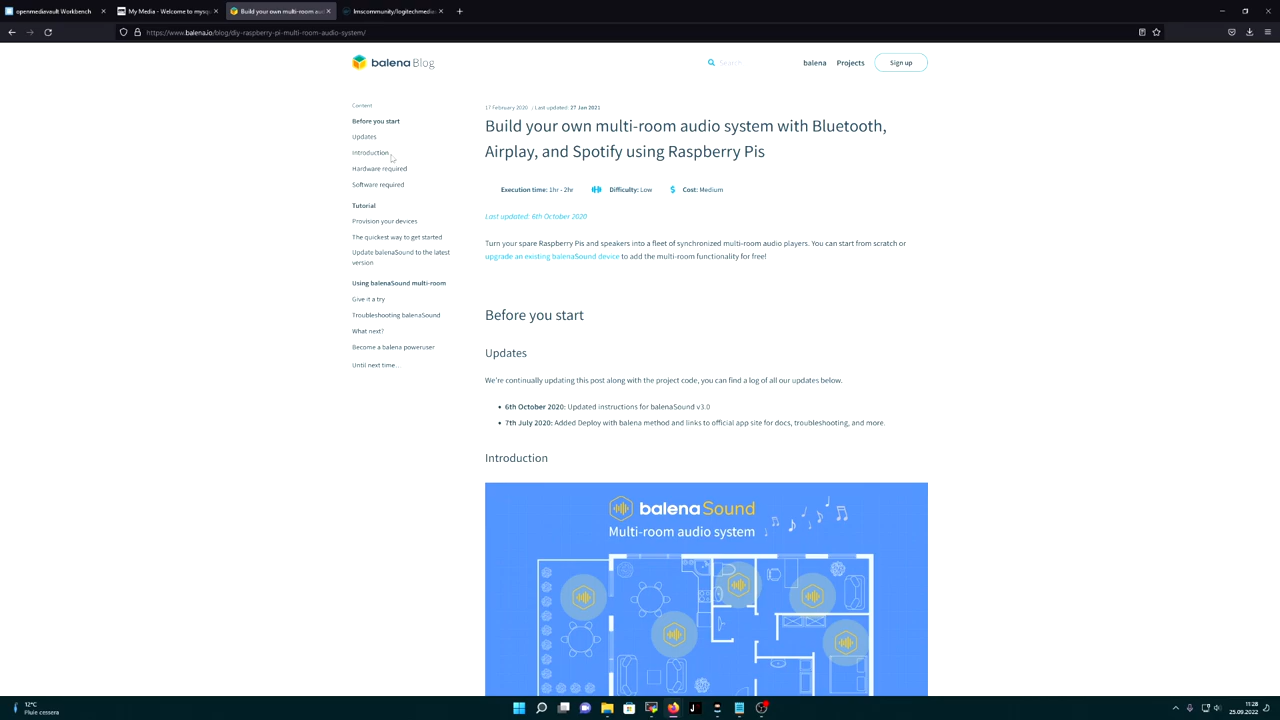 openmediavault Workbench
My Media - Welcome to mysq
Build your own multi-room au
lmscommunity/logitechmedia
https://www.balena.io/blog/diy-raspberry-pi-multi-room-audio-system/
balena Blog
Search
balena
Projects
Sign up
Content
Before you start
Updates
Introduction
Hardware required
Software required
Tutorial
Provision your devices
The quickest way to get started
Update balenaSound to the latest
version
Using balenaSound multi-room
Give it a try
Troubleshooting balenaSound
What next?
Become a balena poweruser
Until next time…
17 February 2020 | Last updated: 27 Jun 2021
Build your own multi-room audio system with Bluetooth,
Airplay, and Spotify using Raspberry Pis
Execution time: 1hr - 2hr
Difficulty: Low
Cost: Medium
Last updated: 6th October 2020
Turn your spare Raspberry Pis and speakers into a fleet of synchronized multi-room audio players. You can start from scratch or
upgrade an existing balenaSound device to add the multi-room functionality for free!
Before you start
Updates
We're continually updating this post along with the project code, you can find a log of all our updates below.
• 6th October 2020: Updated instructions for balenaSound v3.0
• 7th July 2020: Added Deploy with balena method and links to official app site for docs, troubleshooting, and more.
Introduction
balenaSound
Multi-room audio system
12°C
Pluie cessera
11:28
25.09.2022